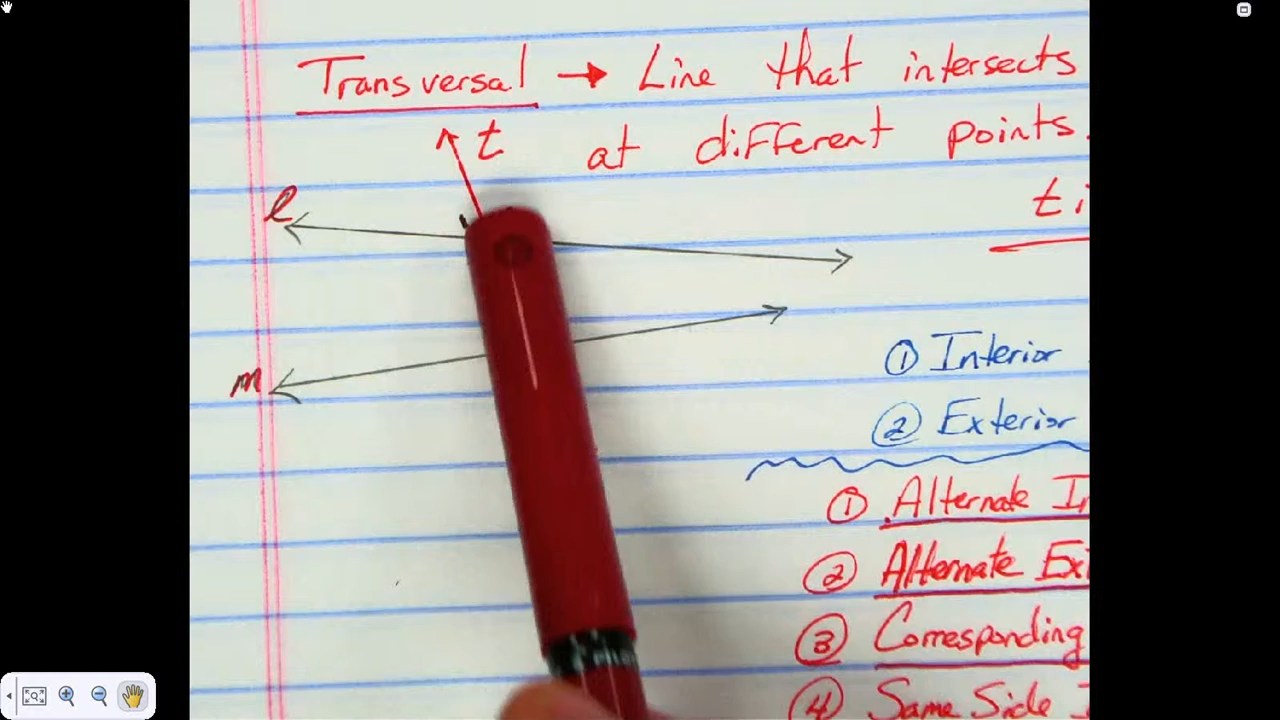 Transversal → Line that intersects
t
at different points.
l
t
m
① Interior
② Exterior
① Alternate
② Alternate
③ Corresponding
④ Same Side